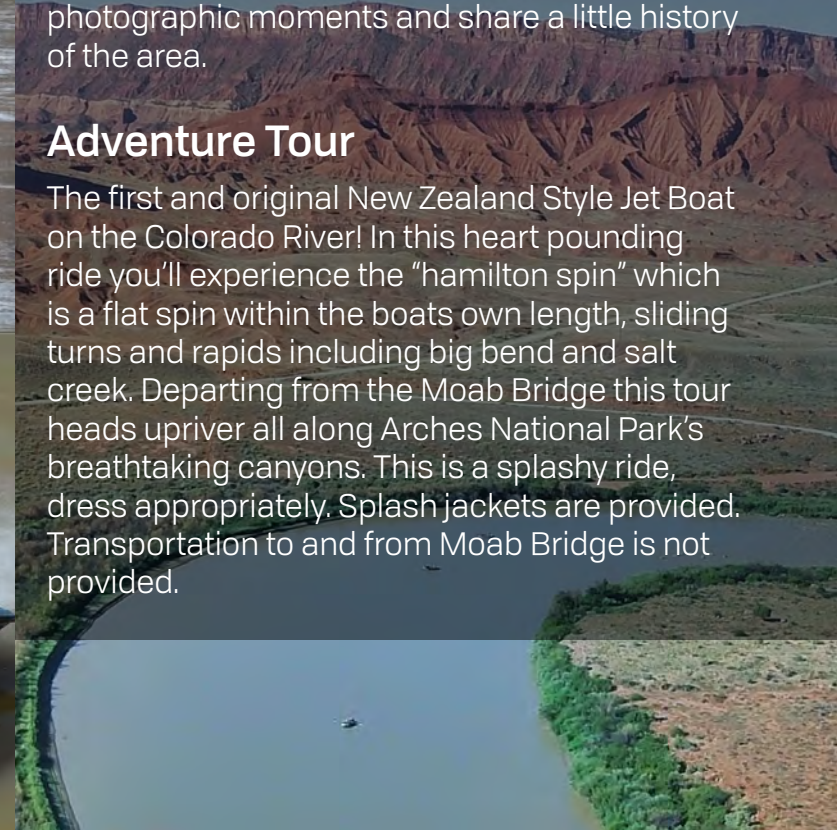 photographic moments and share a little history
of the area.
Adventure Tour
The first and original New Zealand Style Jet Boat
on the Colorado River! In this heart pounding
ride you’ll experience the “hamilton spin” which
is a flat spin within the boats own length, sliding
turns and rapids including big bend and salt
creek. Departing from the Moab Bridge this tour
heads upriver all along Arches National Park’s
breathtaking canyons. This is a splashy ride,
dress appropriately. Splash jackets are provided.
Transportation to and from Moab Bridge is not
provided.